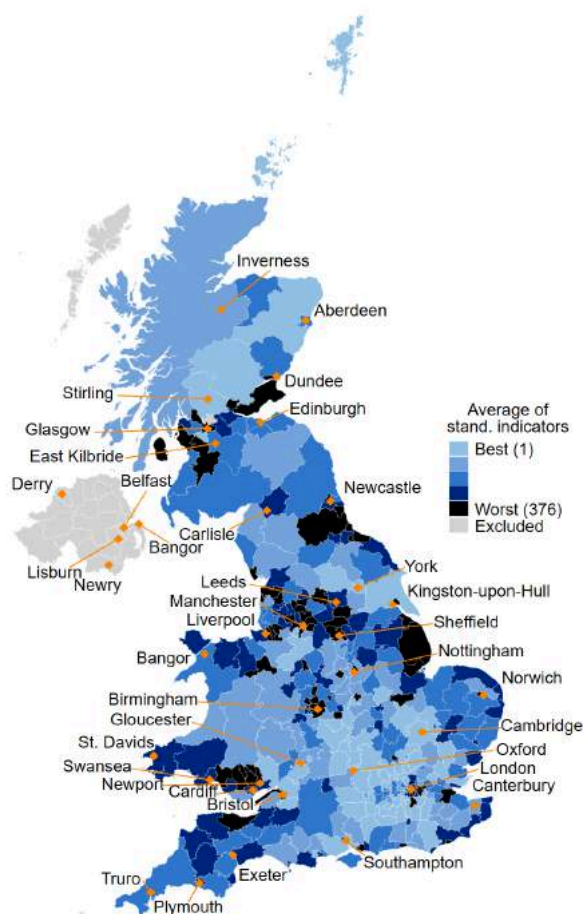 Inverness
Aberdeen
Dundee
Stirling
Edinburgh
Glasgow
East Kilbride
Average of
stand. indicators
Best (1)
Worst (376)
Excluded
Derry
Belfast
Newcastle
Bangor
Carlisle
Lisburn
Newry
York
Leeds
Kingston-upon-Hull
Manchester
Liverpool
Sheffield
Nottingham
Bangor
Norwich
Birmingham
Gloucester
Cambridge
St. Davids
Oxford
Swansea
London
Newport
Cardiff
Canterbury
Bristol
Southampton
Exeter
Truro
Plymouth